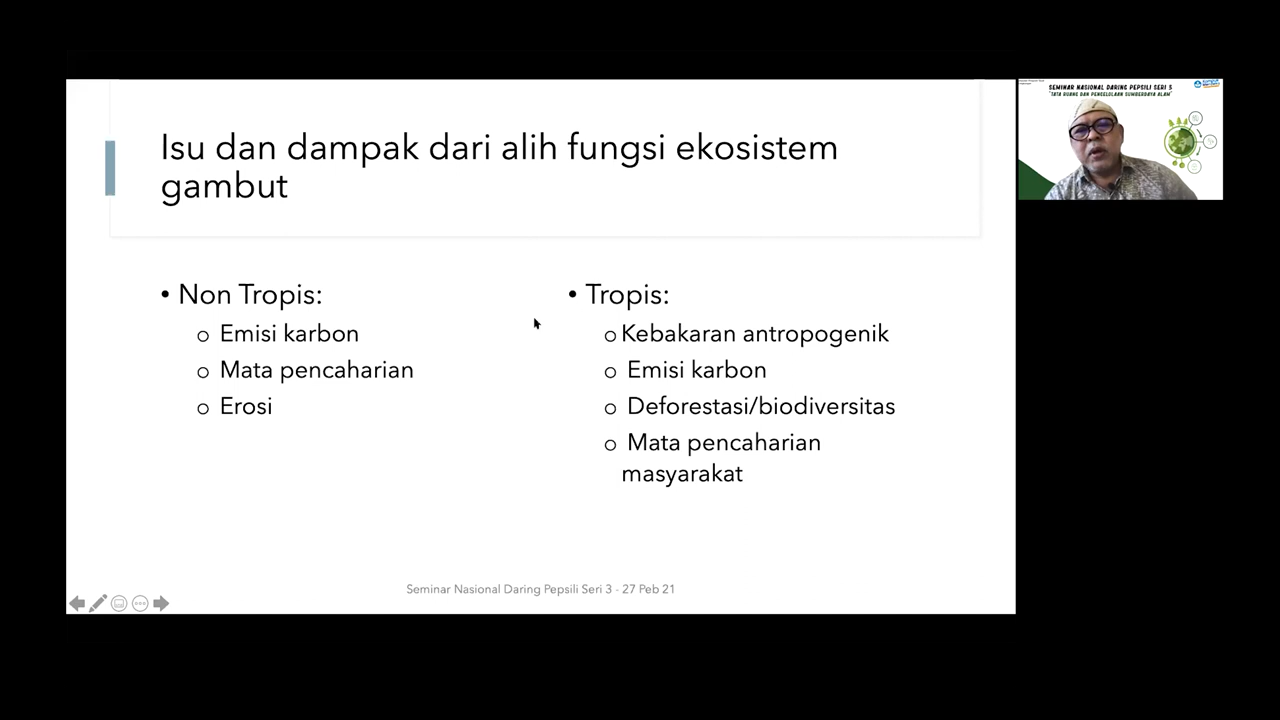 Isu dan dampak dari alih fungsi ekosistem
gambut
• Non Tropis:
o Emisi karbon
o Mata pencaharian
o Erosi
• Tropis:
o Kebakaran antropogenik
o Emisi karbon
o Deforestasi/biodiversitas
o Mata pencaharian
masyarakat
Seminar Nasional Daring Pepsili Seri 3 - 27 Peb 21
SEMINAR NASIONAL DARING PEPSILI SERI 3
"TATA RUANG DAN PENGELOLAAN SUMBERDAYA ALAM"